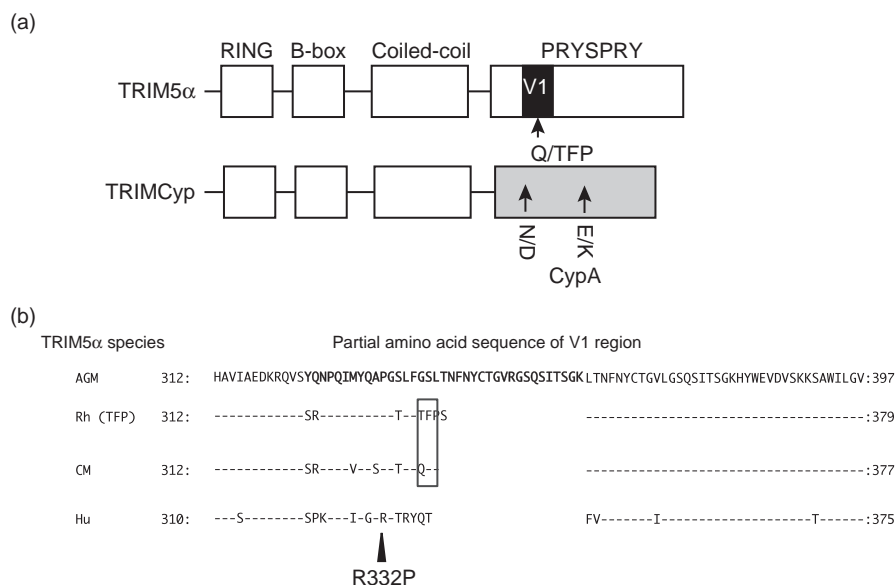 (a)
RING B-box Coiled-coil PRYSPRY
TRIM5α V1
Q/TFP
TRIMCyp
N/D E/K
CypA
(b)
TRIM5α species Partial amino acid sequence of V1 region
AGM 312: HAVIAEDKRQVSYQNPQIMYQAPGSLFGSLTNFNYCTGVRGSQSITSGK LTNFNYCTGVLGSQSITSGKHYWEVDVSKKSAWILGV:397
Rh (TFP) 312: ------------SR----------T--TFPS -------------------------------------:379
CM 312: ------------SR----V--S--T--Q-- -------------------------------------:377
Hu 310: ---S--------SPK---I-G-R-TRYQT FV-------I--------------------T------:375
R332P